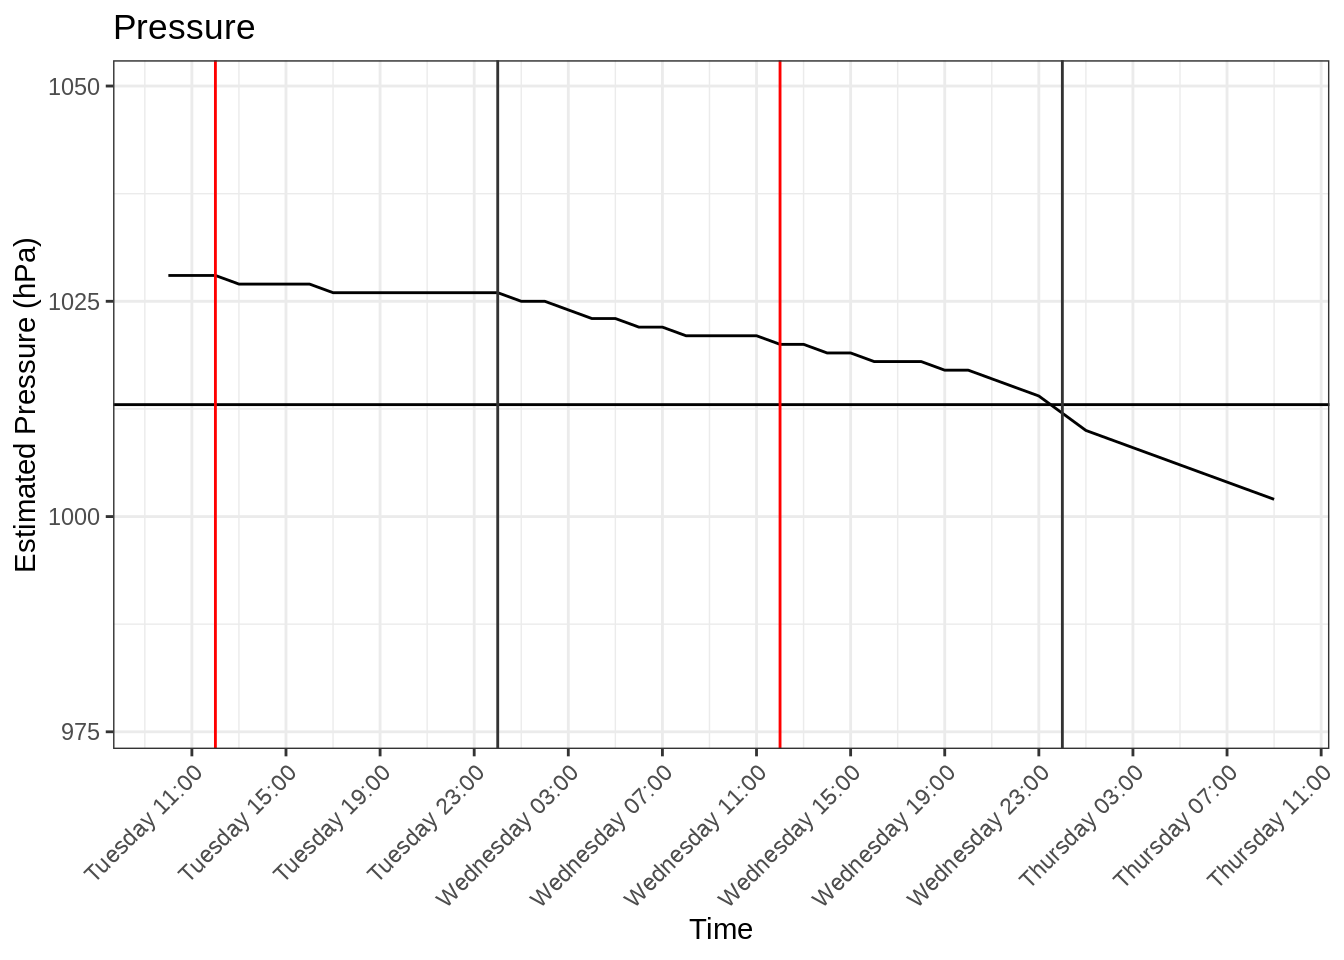 Pressure
Estimated Pressure (hPa)
1050
1025
1000
975
Tuesday 11:00
Tuesday 15:00
Tuesday 19:00
Tuesday 23:00
Wednesday 03:00
Wednesday 07:00
Wednesday 11:00
Wednesday 15:00
Wednesday 19:00
Wednesday 23:00
Thursday 03:00
Thursday 07:00
Thursday 11:00
Time